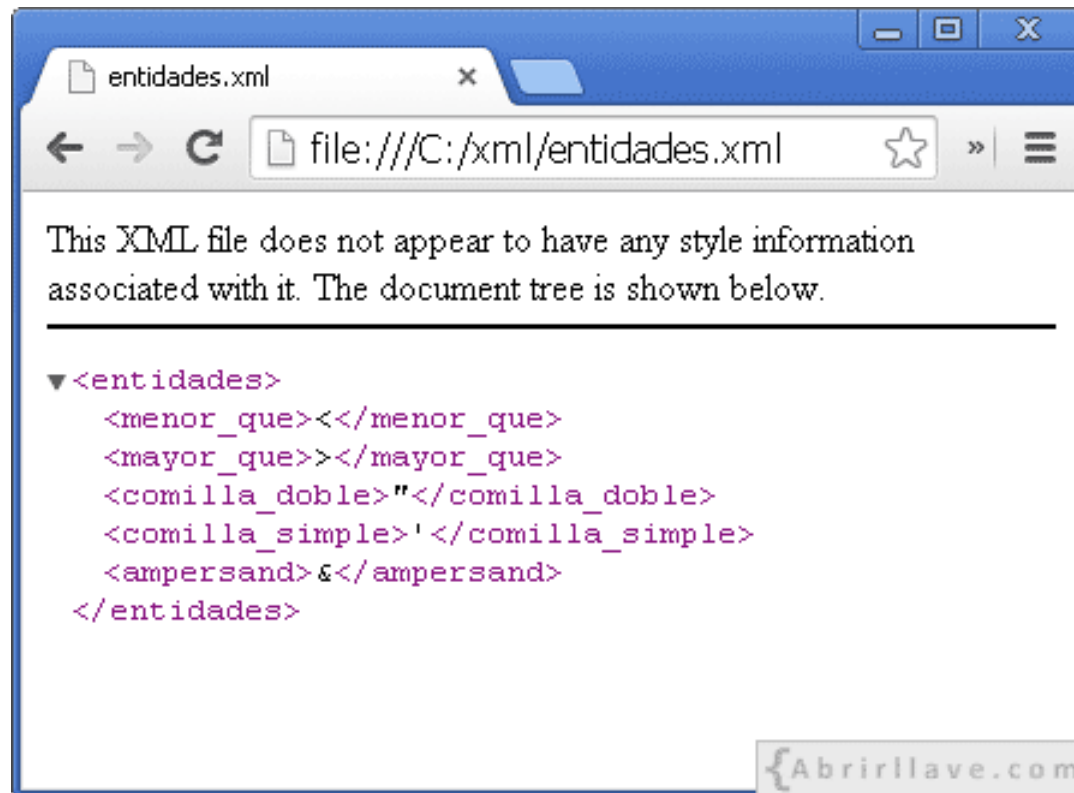 entidades.xml
file:///C:/xml/entidades.xml
This XML file does not appear to have any style information
associated with it. The document tree is shown below.
<entidades>
<menor_que><</menor_que>
<mayor_que>></mayor_que>
<comilla_doble>"</comilla_doble>
<comilla_simple>'</comilla_simple>
<ampersand>&</ampersand>
</entidades>
{Abrirllave.com